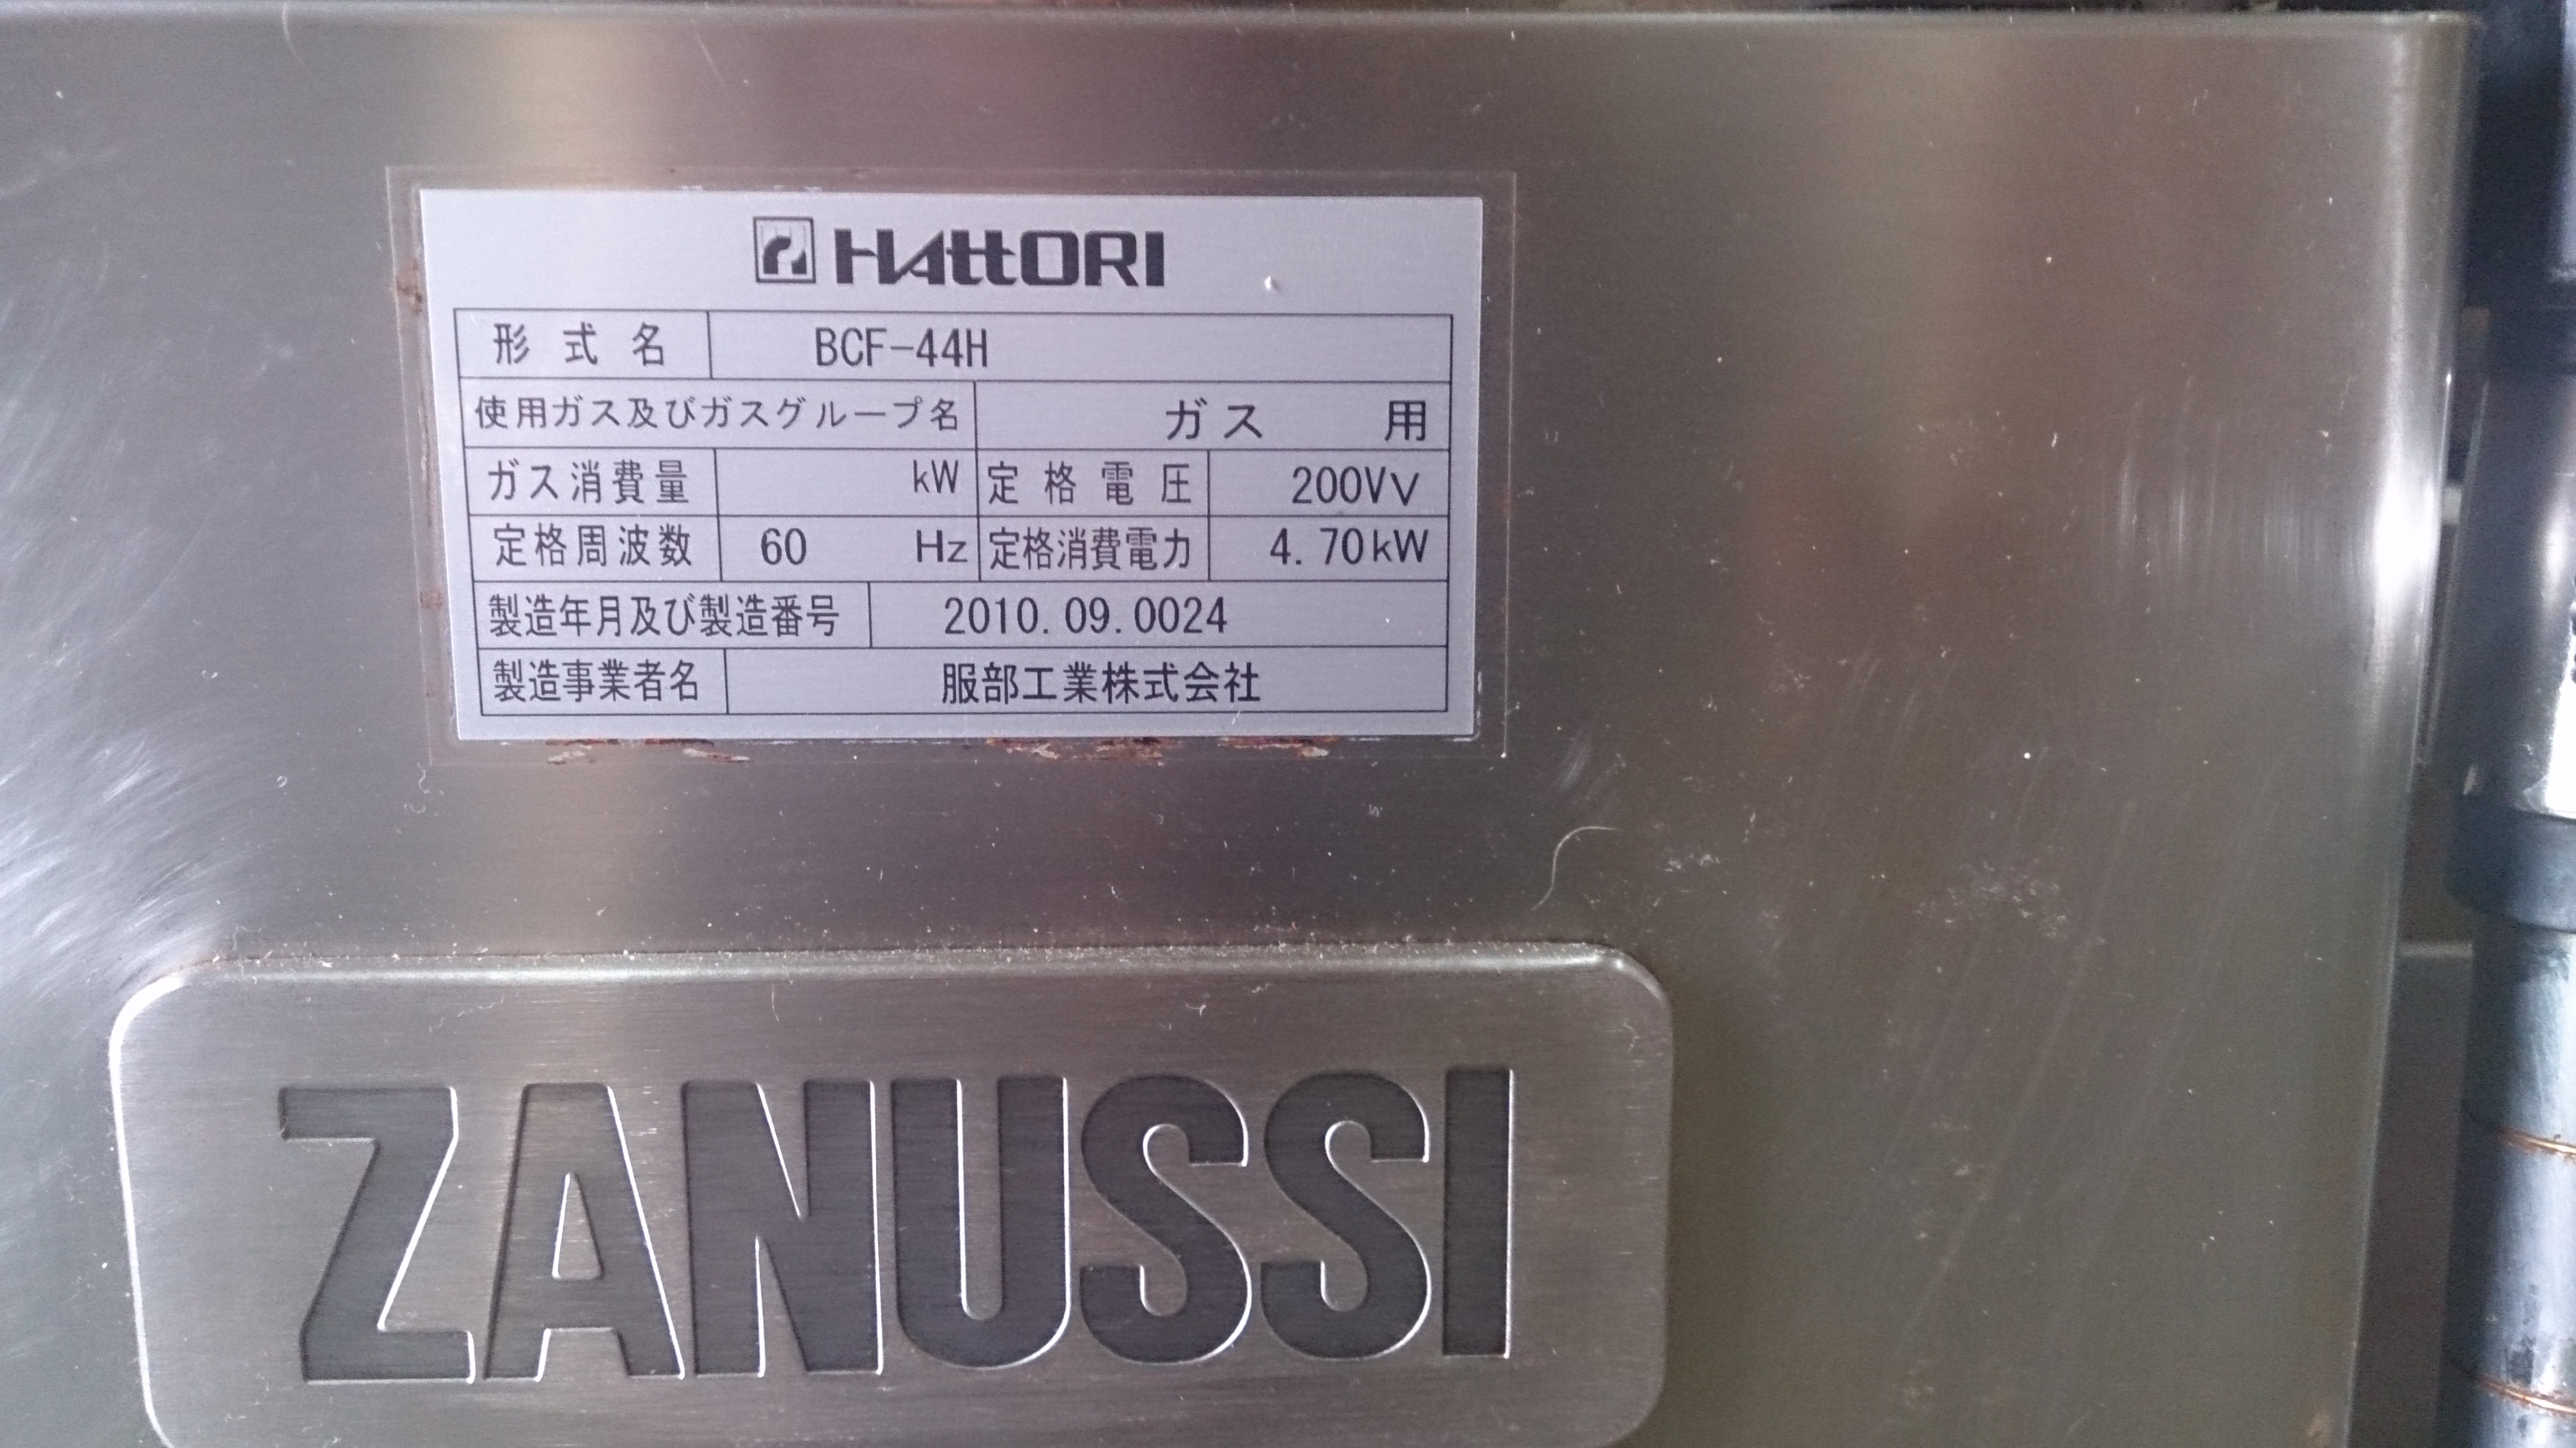 HAttORI
形式名 BCF-44H
使用ガス及びガスグループ名 ガス 用
ガス消費量 kW 定格電圧 200VV
定格周波数 60 Hz 定格消費電力 4.70kW
製造年月及び製造番号 2010.09.0024
製造事業者名 服部工業株式会社
ZANUSSI